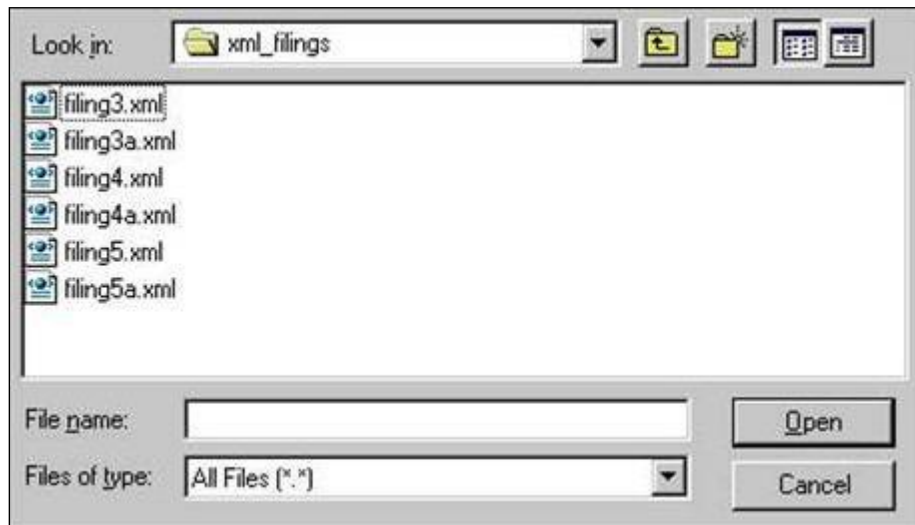 Look in: xml_filings
filing3.xml
filing3a.xml
filing4.xml
filing4a.xml
filing5.xml
filing5a.xml
File name: Open
Files of type: All Files (*.*) Cancel